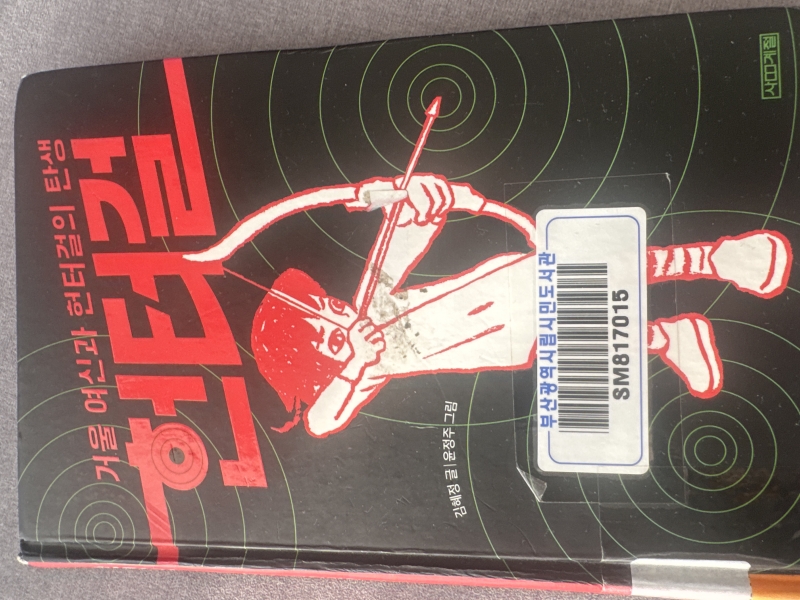 거울 여신과 헌터걸의 탄생
헌터걸
김혜정 글 | 윤정주 그림
부산광역시립시민도서관
SM817015
사계절